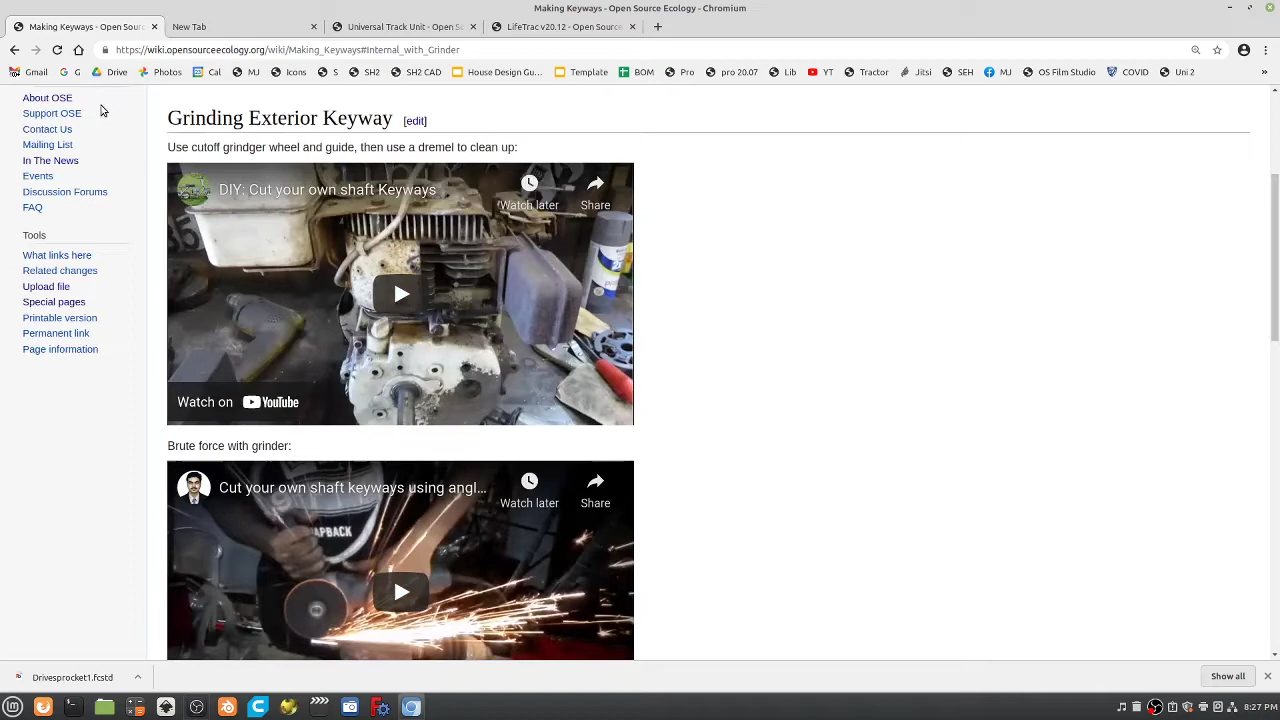 Making Keyways - Open Source Ecology - Chromium
Making Keyways - Open Sourc
New Tab
Universal Track Unit - Open S
LifeTrac v20.12 - Open Source
https://wiki.opensourceecology.org/wiki/Making_Keyways#Internal_with_Grinder
Gmail G Drive Photos Cal MJ Icons S SH2 SH2 CAD House Design Gu... Template BOM Pro pro 20.07 Lib YT Tractor Jitsi SEH MJ OS Film Studio COVID Uni 2 »
About OSE
Support OSE
Contact Us
Mailing List
In The News
Events
Discussion Forums
FAQ
Tools
What links here
Related changes
Upload file
Special pages
Printable version
Permanent link
Page information
Grinding Exterior Keyway [edit]
Use cutoff grindger wheel and guide, then use a dremel to clean up:
DIY: Cut your own shaft Keyways
Watch later
Share
Watch on YouTube
Brute force with grinder:
Cut your own shaft keyways using angl...
Watch later
Share
Drivesprocket1.fcstd
Show all
8:27 PM